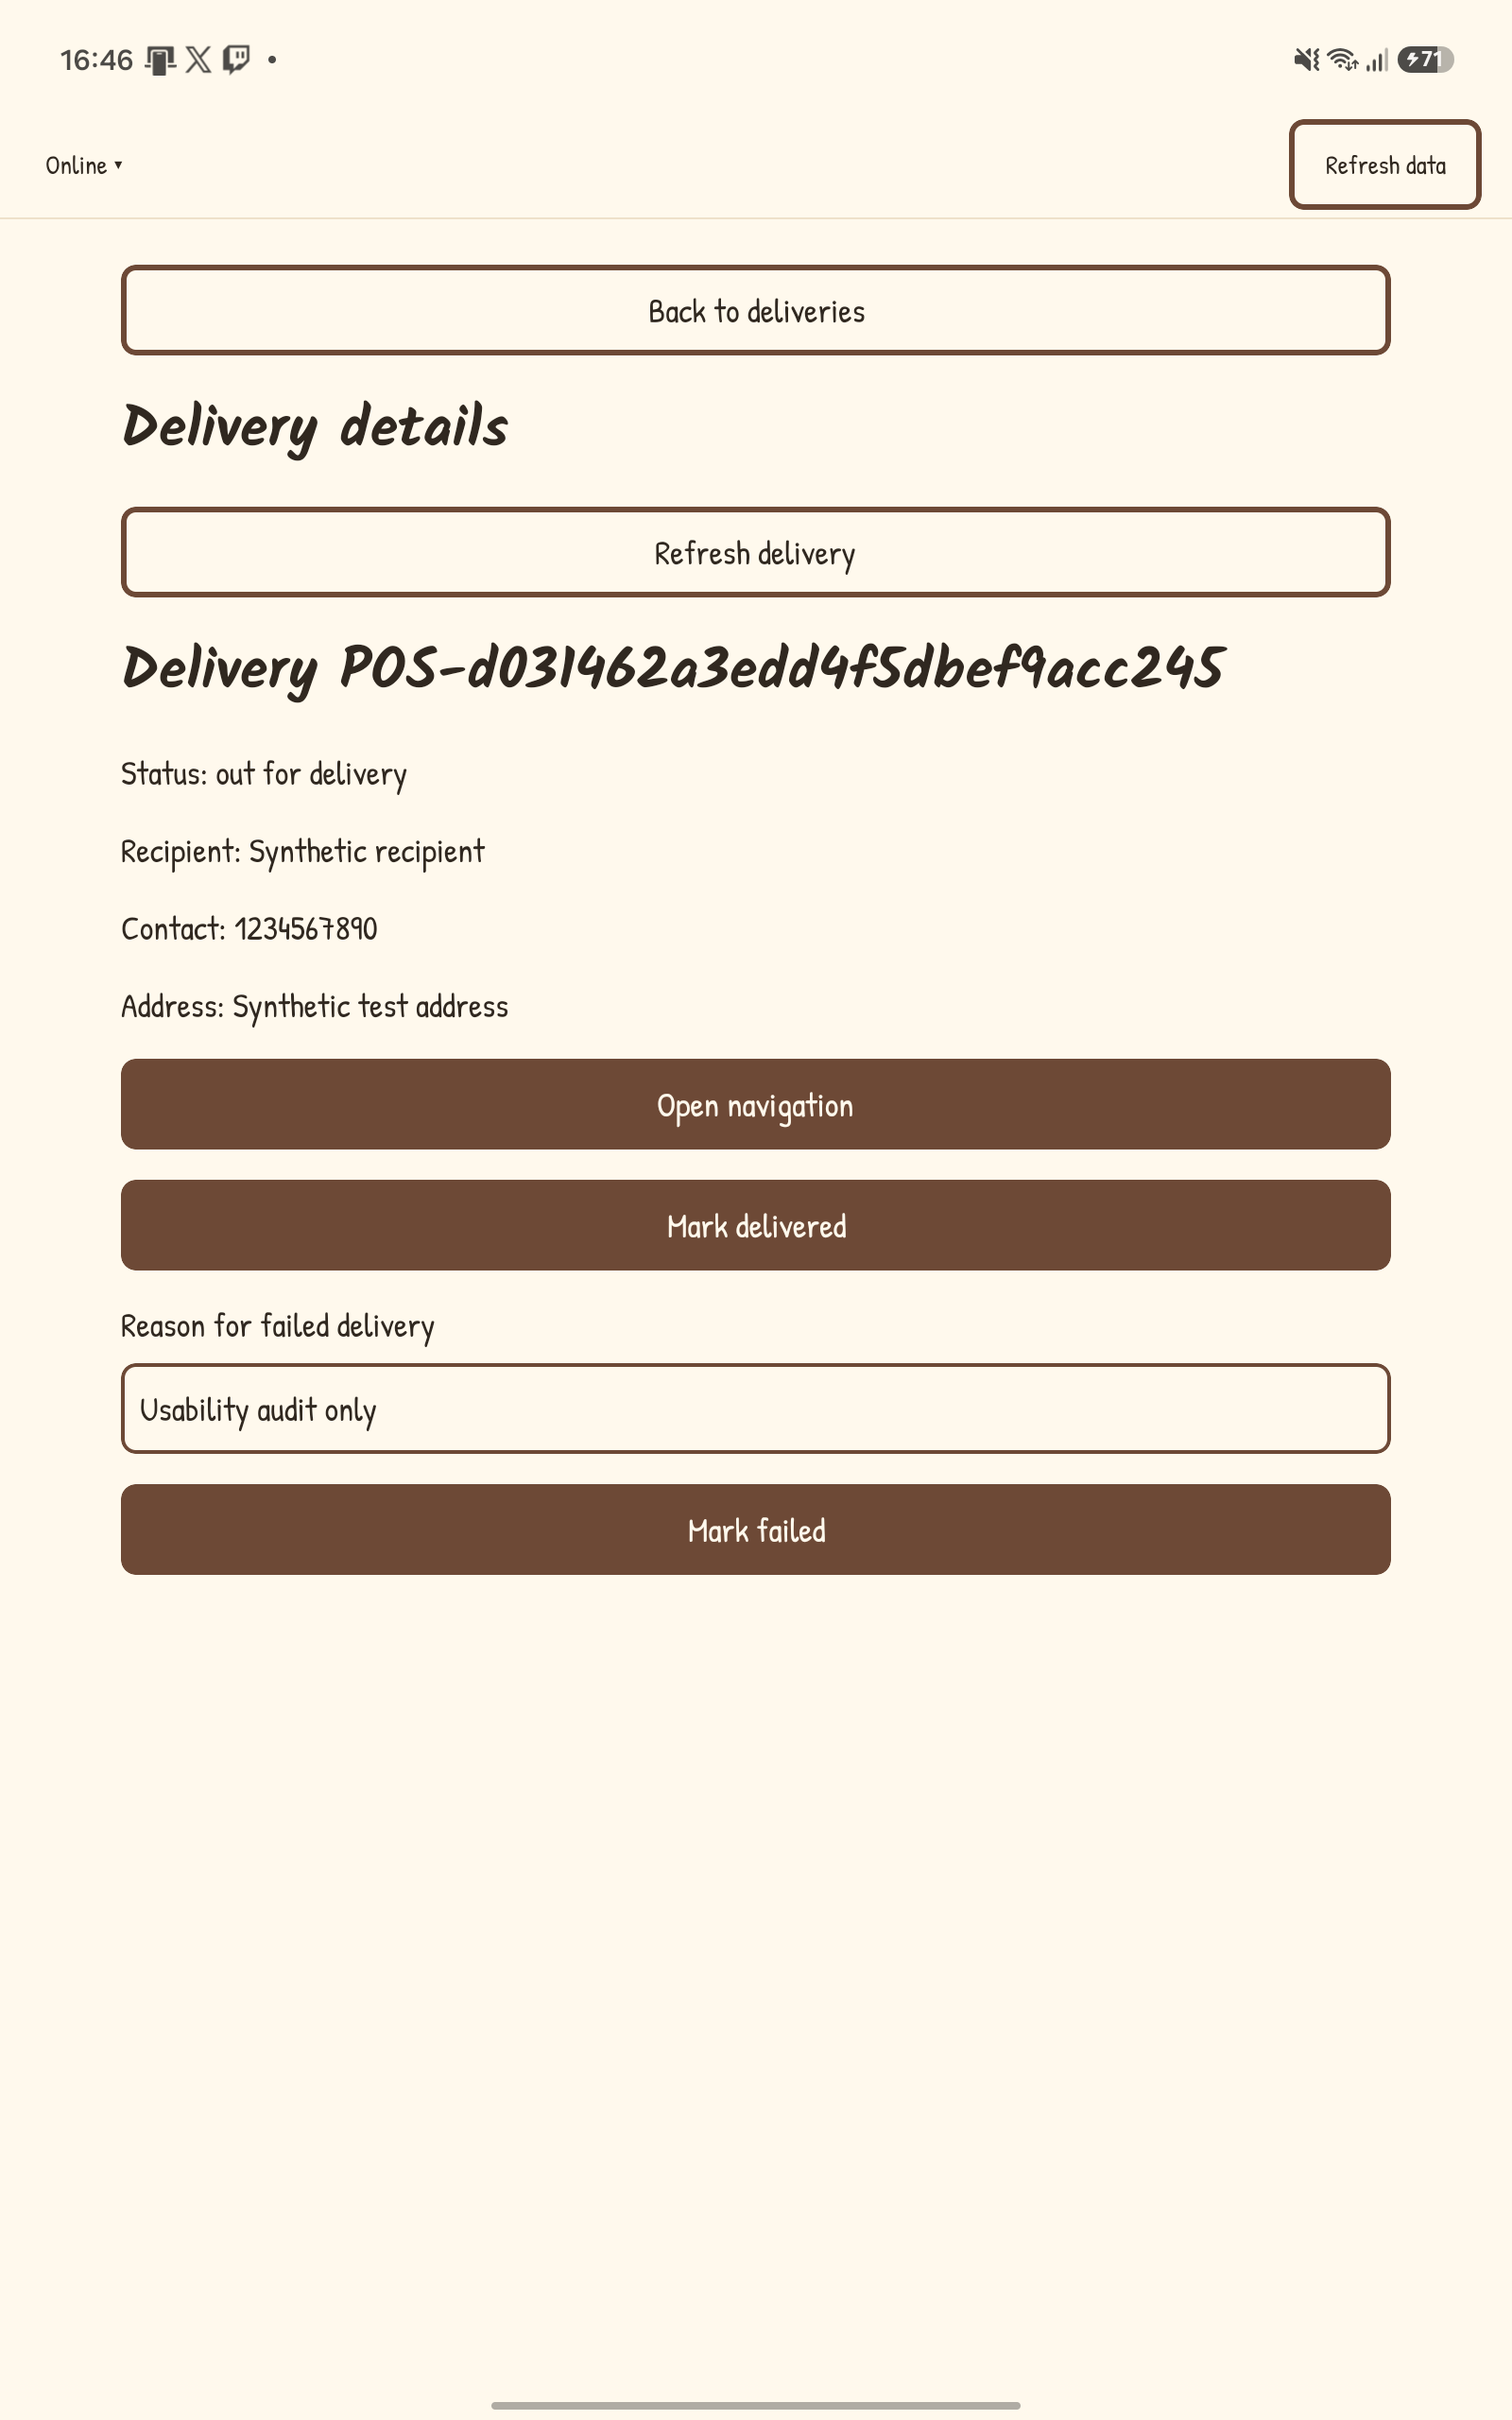 16:46
71
Online ▾
Refresh data
Back to deliveries
Delivery details
Refresh delivery
Delivery POS-d031462a3edd4f5dbef9acc245
Status: out for delivery
Recipient: Synthetic recipient
Contact: 1234567890
Address: Synthetic test address
Open navigation
Mark delivered
Reason for failed delivery
Usability audit only
Mark failed